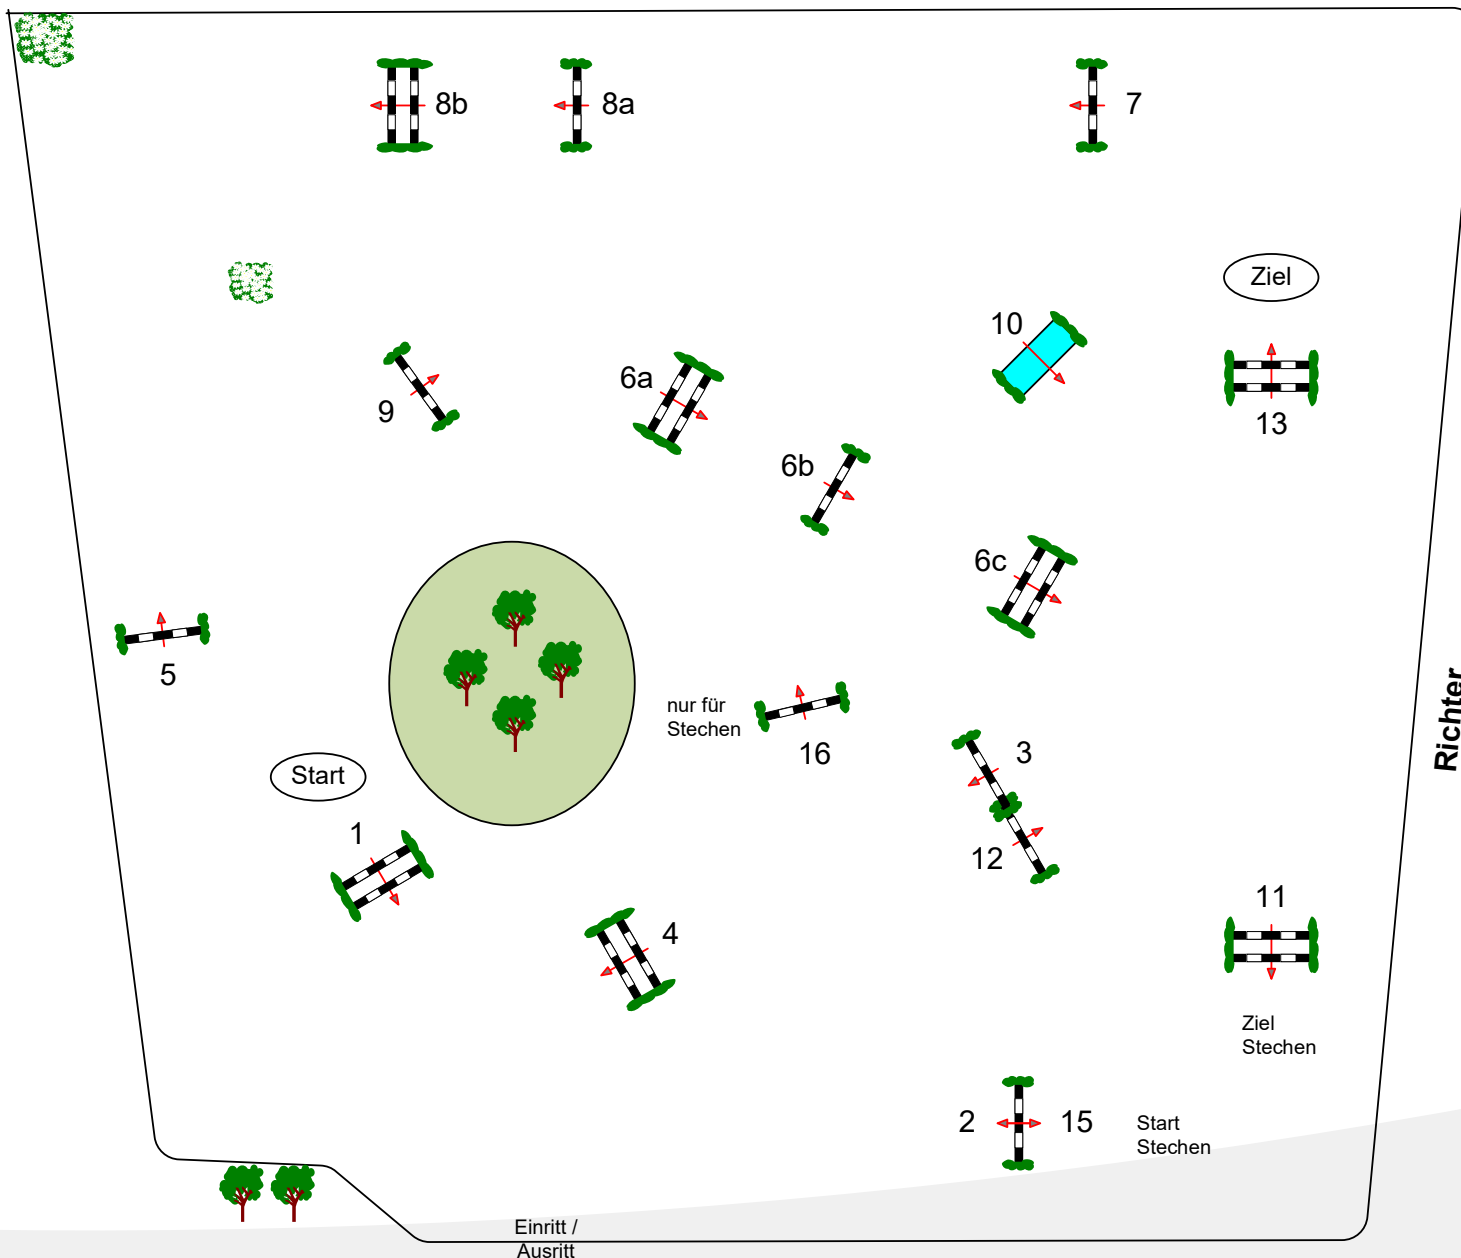 8b
8a
7
Ziel
10
6a
9
13
6b
6c
5
nur für
Stechen
16
3
Richter
Start
1
12
11
4
Ziel
Stechen
2
15
Start
Stechen
Einritt /
Ausritt